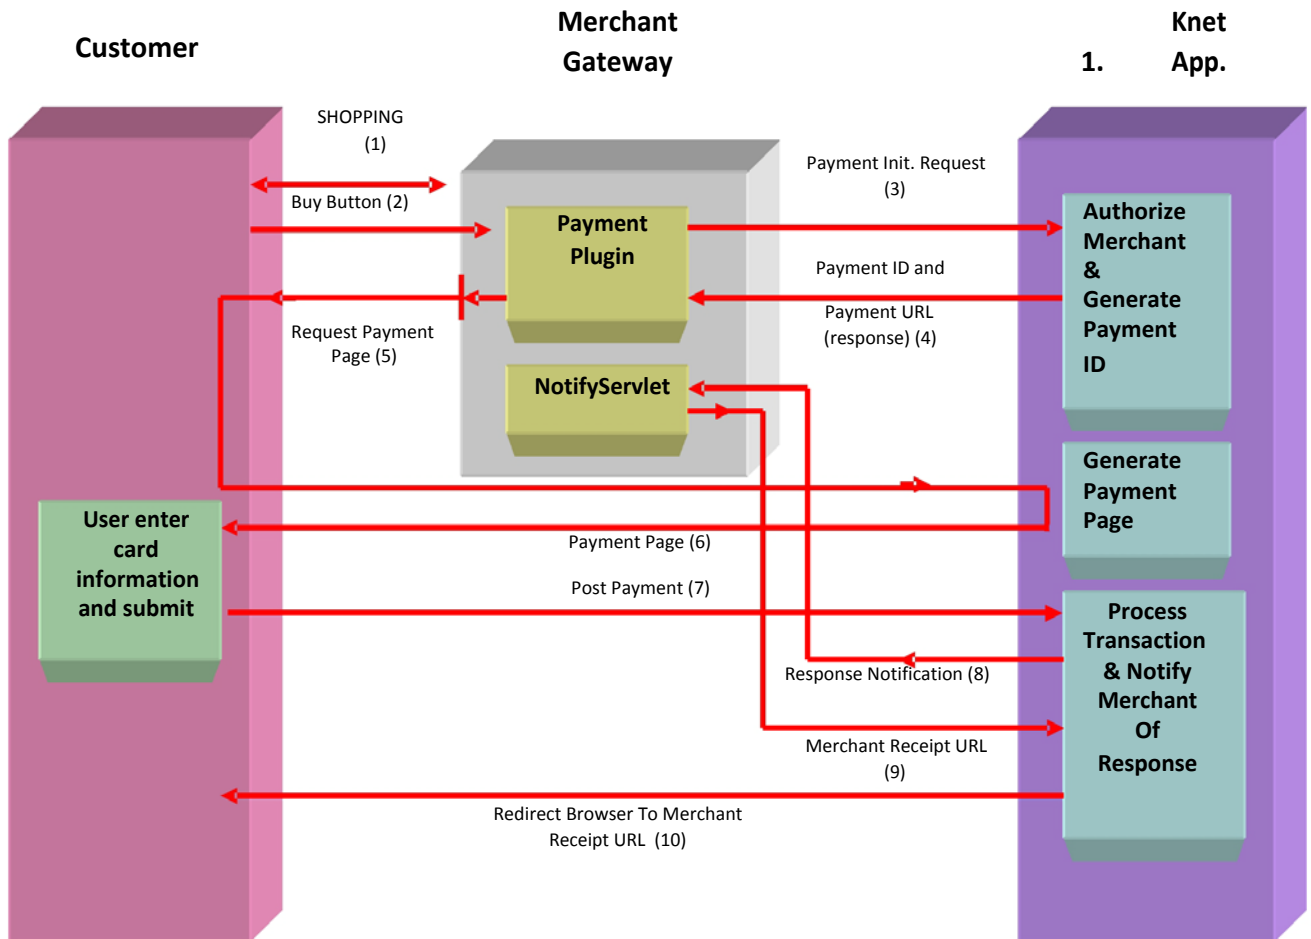 Customer
Merchant
Gateway
Knet
1. App.
SHOPPING
(1)
Buy Button (2)
Payment Init. Request
(3)
Payment
Plugin
Authorize
Merchant
&
Generate
Payment
ID
Payment ID and
Payment URL
(response) (4)
Request Payment
Page (5)
NotifyServlet
Generate
Payment
Page
User enter
card
information
and submit
Payment Page (6)
Post Payment (7)
Process
Transaction
& Notify
Merchant
Of
Response
Response Notification (8)
Merchant Receipt URL
(9)
Redirect Browser To Merchant
Receipt URL (10)